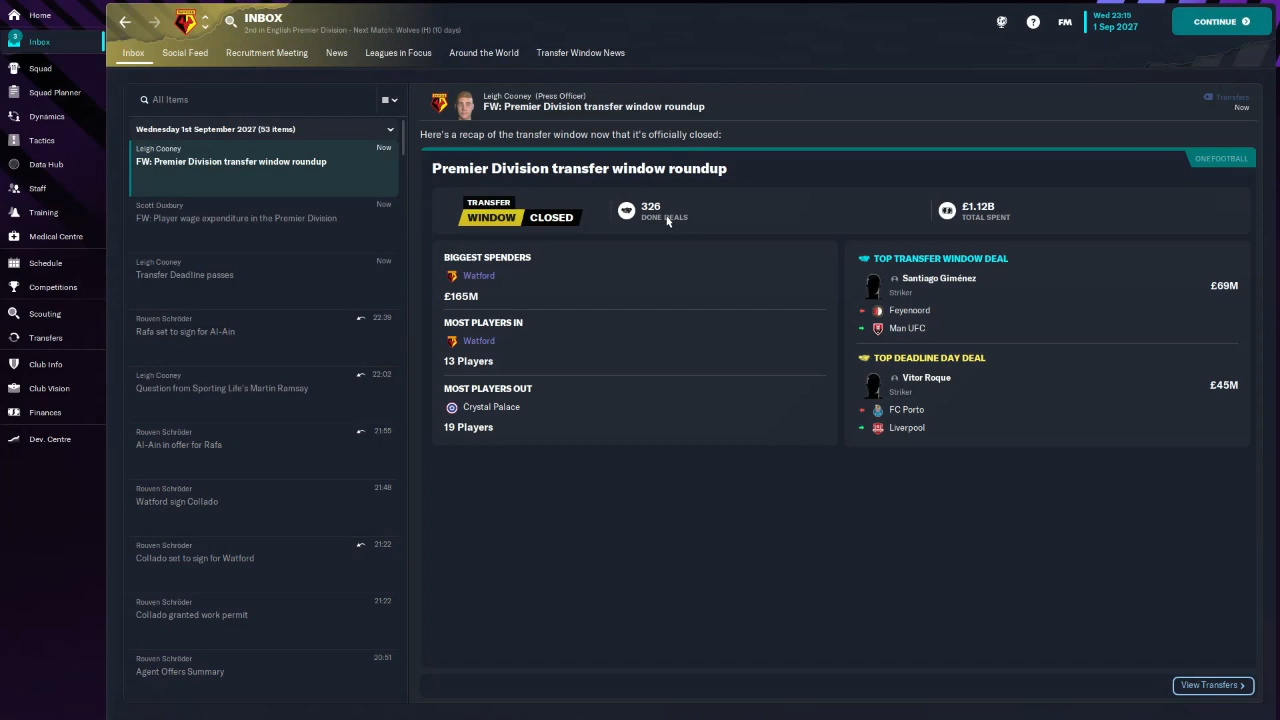 Home
3
Inbox
Squad
Squad Planner
Dynamics
Tactics
Data Hub
Staff
Training
Medical Centre
Schedule
Competitions
Scouting
Transfers
Club Info
Club Vision
Finances
Dev. Centre
INBOX
2nd in English Premier Division - Next Match: Wolves (H) (10 days)
?
FM
Wed 23:15
1 Sep 2027
CONTINUE
Inbox
Social Feed
Recruitment Meeting
News
Leagues in Focus
Around the World
Transfer Window News
All Items
Wednesday 1st September 2027 (53 items)
Leigh Cooney
Now
FW: Premier Division transfer window roundup
Scott Duxbury
Now
FW: Player wage expenditure in the Premier Division
Leigh Cooney
Now
Transfer Deadline passes
Rouven Schröder
22:39
Rafa set to sign for Al-Ain
Leigh Cooney
22:02
Question from Sporting Life's Martin Ramsay
Rouven Schröder
21:55
Al-Ain in offer for Rafa
Rouven Schröder
21:48
Watford sign Collado
Rouven Schröder
21:22
Collado set to sign for Watford
Rouven Schröder
21:22
Collado granted work permit
Rouven Schröder
20:51
Agent Offers Summary
Leigh Cooney (Press Officer)
FW: Premier Division transfer window roundup
Transfers
Now
Here's a recap of the transfer window now that it's officially closed:
ONEFOOTBALL
Premier Division transfer window roundup
TRANSFER
WINDOW CLOSED
326
DONE DEALS
£1.12B
TOTAL SPENT
BIGGEST SPENDERS
Watford
£165M
MOST PLAYERS IN
Watford
13 Players
MOST PLAYERS OUT
Crystal Palace
19 Players
TOP TRANSFER WINDOW DEAL
Santiago Giménez
Striker
£69M
Feyenoord
Man UFC
TOP DEADLINE DAY DEAL
Vitor Roque
Striker
£45M
FC Porto
Liverpool
View Transfers